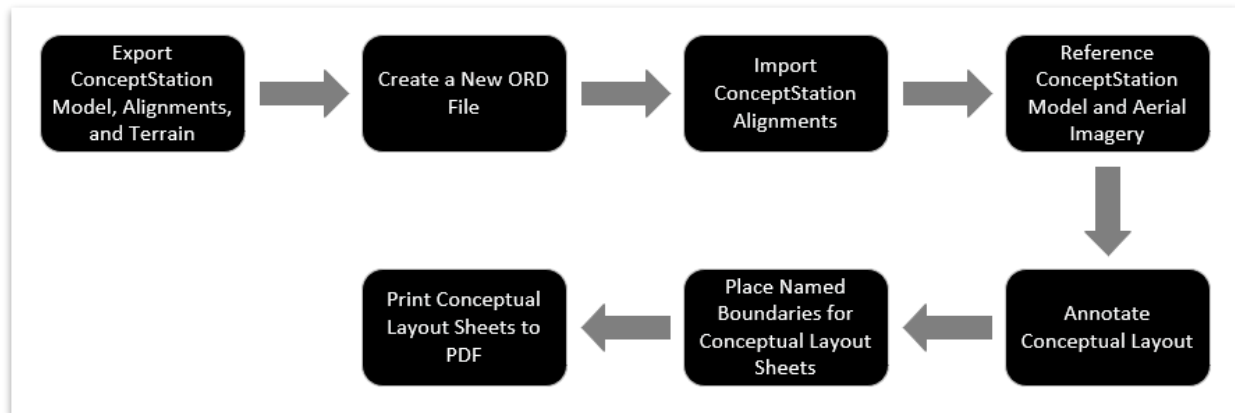 Export
ConceptStation
Model, Alignments,
and Terrain
Create a New ORD
File
Import
ConceptStation
Alignments
Reference
ConceptStation
Model and Aerial
Imagery
Annotate
Conceptual Layout
Place Named
Boundaries for
Conceptual Layout
Sheets
Print Conceptual
Layout Sheets to
PDF